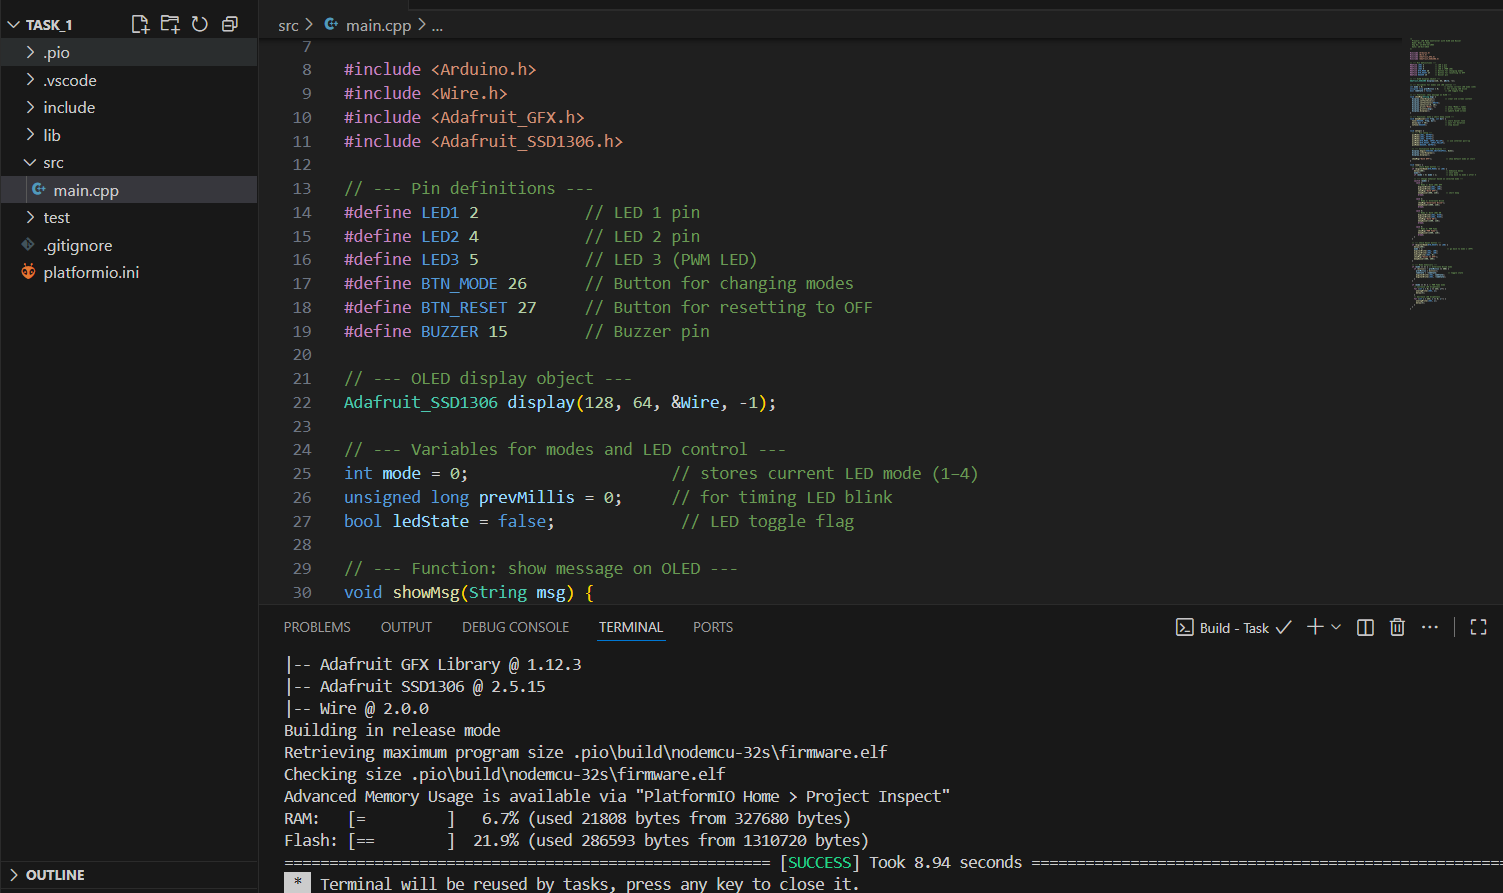 TASK_1
.pio
.vscode
include
lib
src
main.cpp
test
.gitignore
platformio.ini
OUTLINE
src > main.cpp > ...
7
8 #include <Arduino.h>
9 #include <Wire.h>
10 #include <Adafruit_GFX.h>
11 #include <Adafruit_SSD1306.h>
12
13 // --- Pin definitions ---
14 #define LED1 2 // LED 1 pin
15 #define LED2 4 // LED 2 pin
16 #define LED3 5 // LED 3 (PWM LED)
17 #define BTN_MODE 26 // Button for changing modes
18 #define BTN_RESET 27 // Button for resetting to OFF
19 #define BUZZER 15 // Buzzer pin
20
21 // --- OLED display object ---
22 Adafruit_SSD1306 display(128, 64, &Wire, -1);
23
24 // --- Variables for modes and LED control ---
25 int mode = 0; // stores current LED mode (1–4)
26 unsigned long prevMillis = 0; // for timing LED blink
27 bool ledState = false; // LED toggle flag
28
29 // --- Function: show message on OLED ---
30 void showMsg(String msg) {
PROBLEMS OUTPUT DEBUG CONSOLE TERMINAL PORTS Build - Task
|-- Adafruit GFX Library @ 1.12.3
|-- Adafruit SSD1306 @ 2.5.15
|-- Wire @ 2.0.0
Building in release mode
Retrieving maximum program size .pio\build\nodemcu-32s\firmware.elf
Checking size .pio\build\nodemcu-32s\firmware.elf
Advanced Memory Usage is available via "PlatformIO Home > Project Inspect"
RAM: [= ] 6.7% (used 21808 bytes from 327680 bytes)
Flash: [== ] 21.9% (used 286593 bytes from 1310720 bytes)
====================================================== [SUCCESS] Took 8.94 seconds ======================================================
* Terminal will be reused by tasks, press any key to close it.